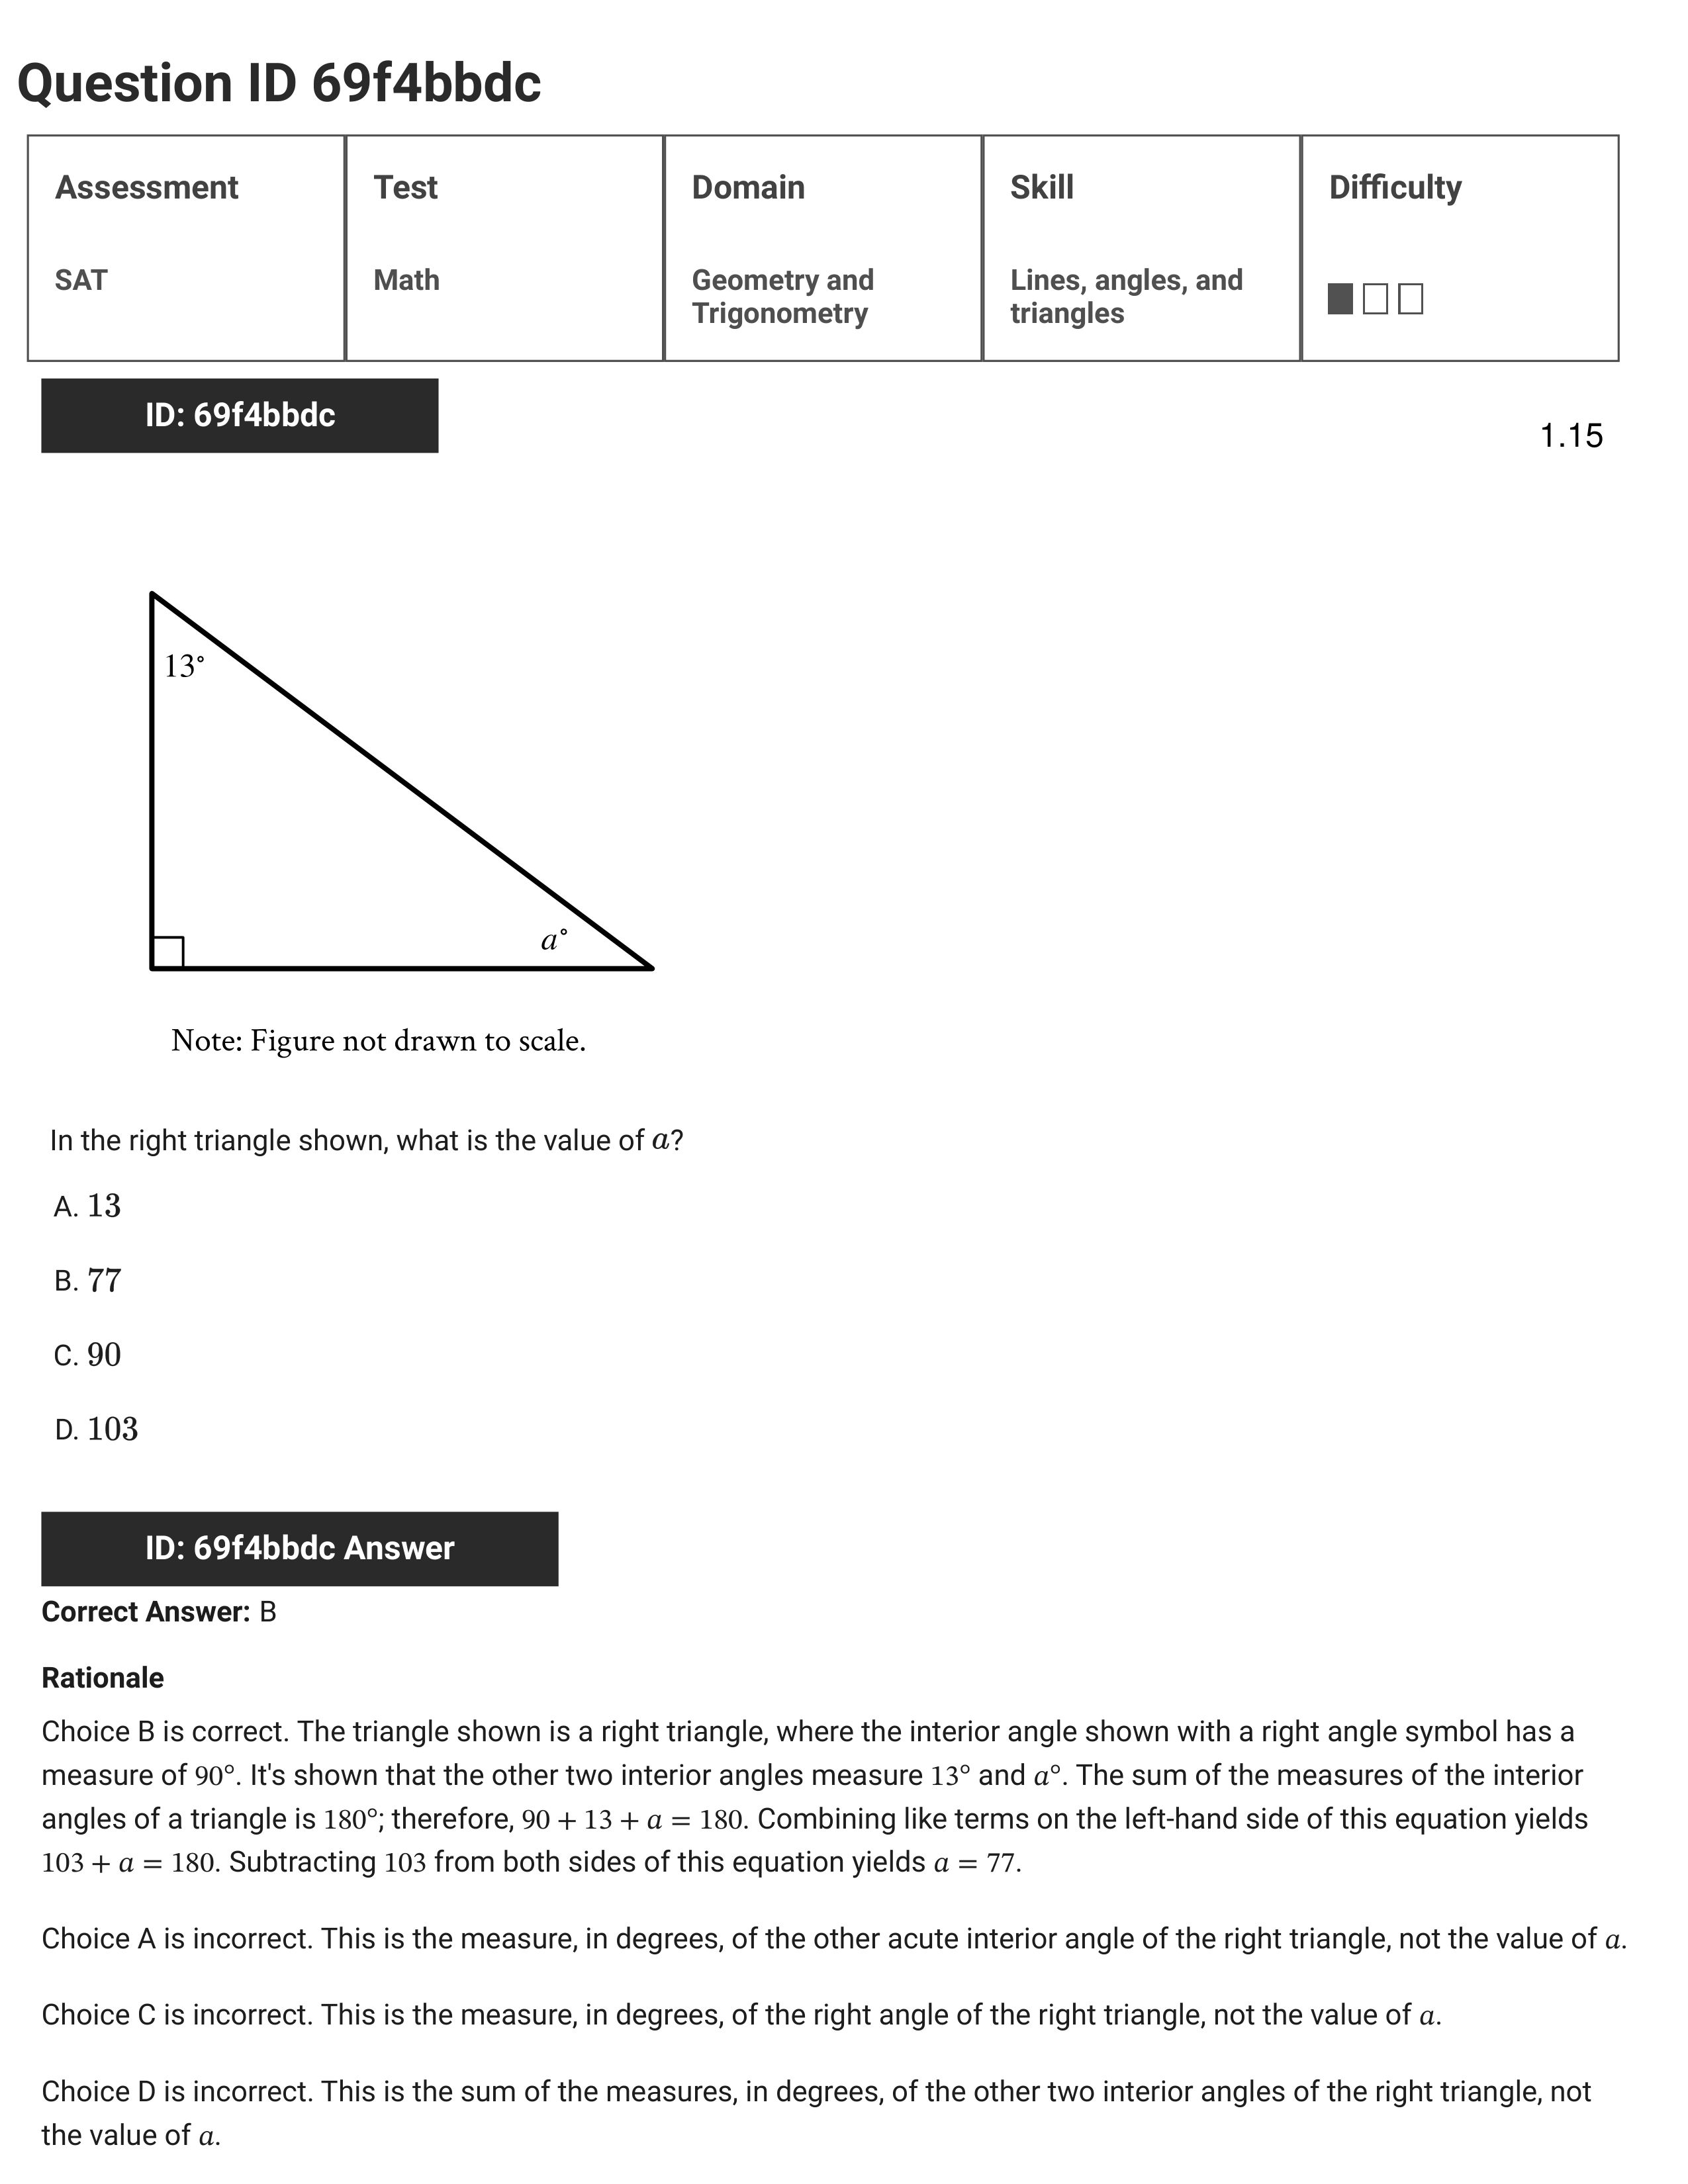 Question ID 69f4bbdc
Assessment
Test
Domain
Skill
Difficulty
SAT
Math
Geometry and
Trigonometry
Lines, angles, and
triangles
ID: 69f4bbdc
1.15
13°
a°
Note: Figure not drawn to scale.
In the right triangle shown, what is the value of a?
A. 13
B. 77
C. 90
D. 103
ID: 69f4bbdc Answer
Correct Answer: B
Rationale
Choice B is correct. The triangle shown is a right triangle, where the interior angle shown with a right angle symbol has a
measure of 90°. It's shown that the other two interior angles measure 13° and a°. The sum of the measures of the interior
angles of a triangle is 180°; therefore, 90 + 13 + a = 180. Combining like terms on the left-hand side of this equation yields
103 + a = 180. Subtracting 103 from both sides of this equation yields a = 77.
Choice A is incorrect. This is the measure, in degrees, of the other acute interior angle of the right triangle, not the value of a.
Choice C is incorrect. This is the measure, in degrees, of the right angle of the right triangle, not the value of a.
Choice D is incorrect. This is the sum of the measures, in degrees, of the other two interior angles of the right triangle, not
the value of a.